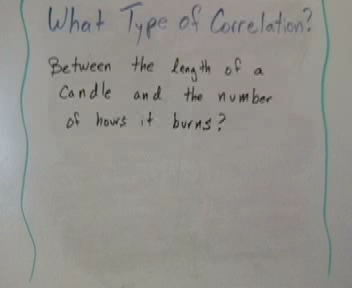 What Type of Correlation?
Between the length of a
Candle and the number
of hours it burns?